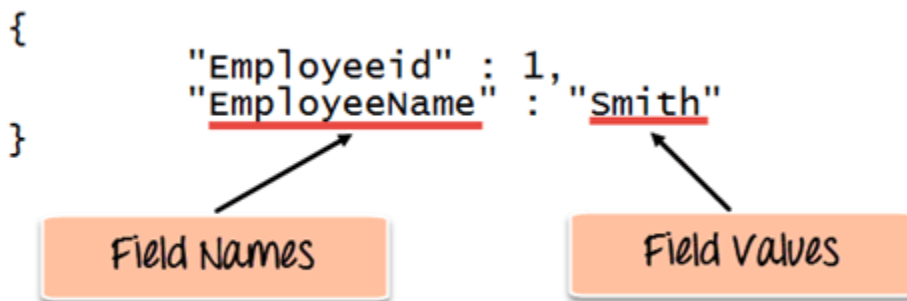 {
"Employeeid" : 1,
"EmployeeName" : "Smith"
}
Field Names
Field Values